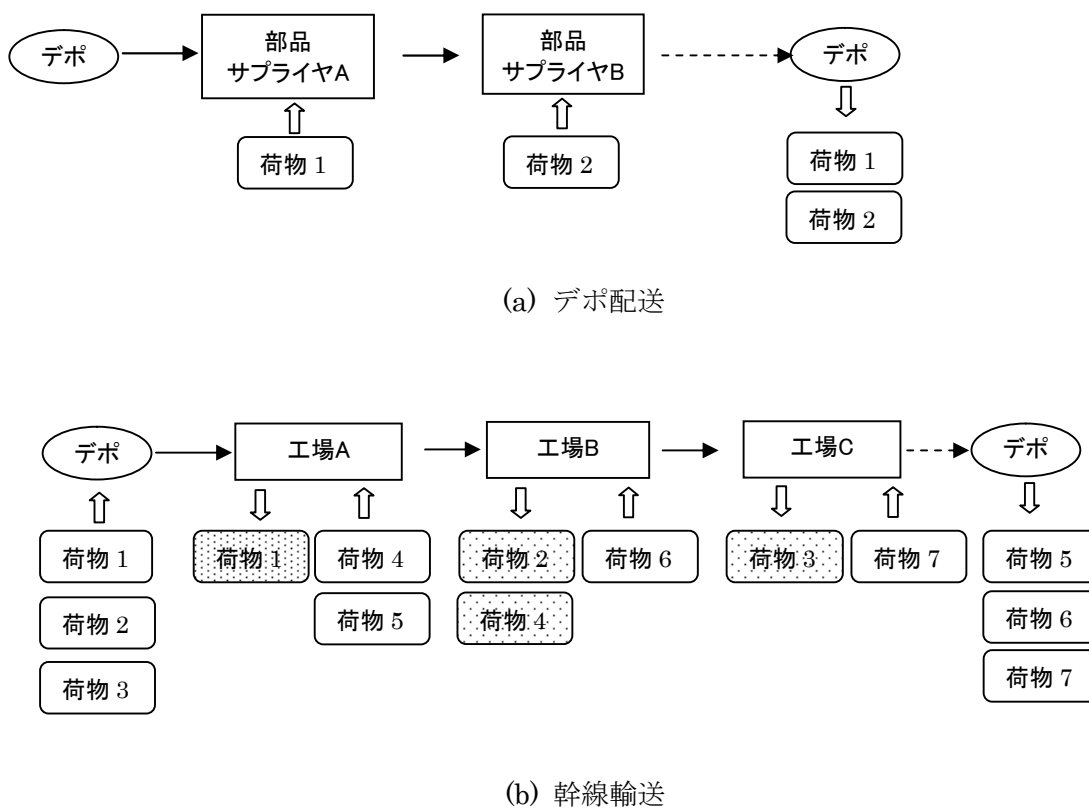 デポ
部品
サプライヤA
部品
サプライヤB
デポ
荷物 1
荷物 2
荷物 1
荷物 2
(a) デポ配送
デポ
工場A
工場B
工場C
デポ
荷物 1
荷物 1
荷物 4
荷物 2
荷物 6
荷物 3
荷物 7
荷物 5
荷物 2
荷物 5
荷物 4
荷物 6
荷物 3
荷物 7
(b) 幹線輸送